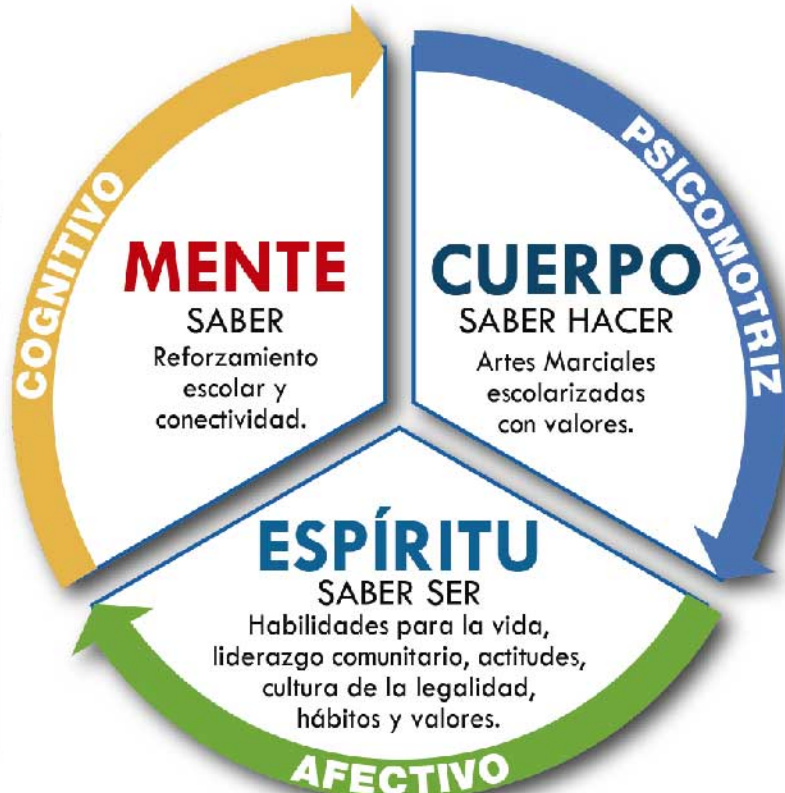 COGNITIVO
MENTE
SABER
Reforzamiento
escolar y
conectividad.
PSICOMOTRIZ
CUERPO
SABER HACER
Artes Marciales
escolarizadas
con valores.
ESPÍRITU
SABER SER
Habilidades para la vida,
liderazgo comunitario, actitudes,
cultura de la legalidad,
hábitos y valores.
AFECTIVO